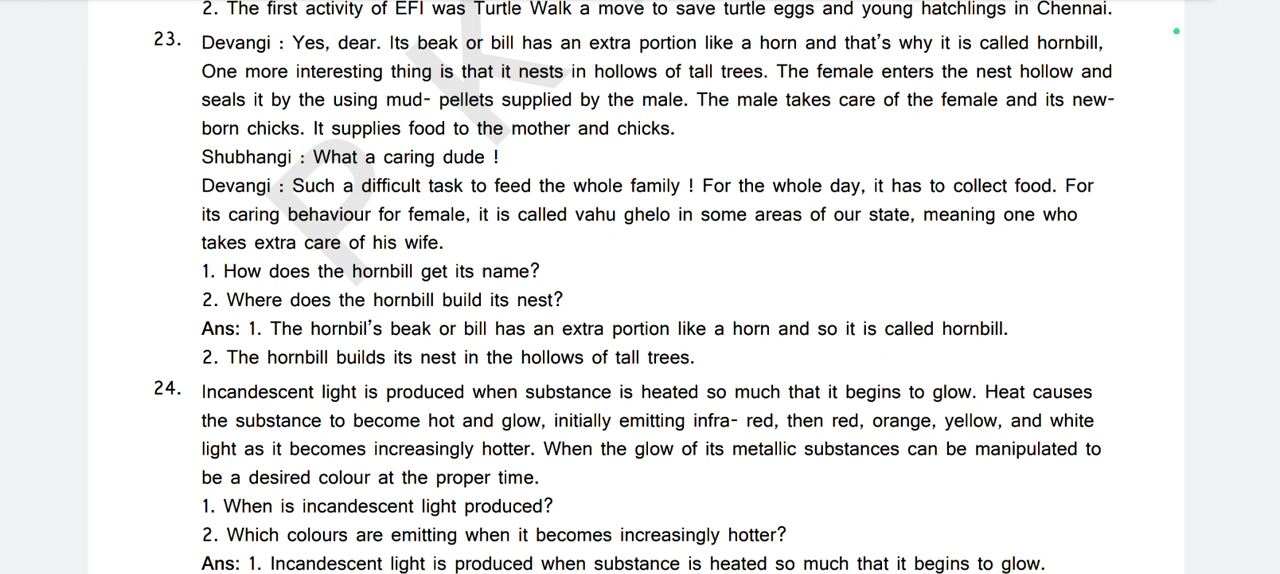 2. The first activity of EFI was Turtle Walk a move to save turtle eggs and young hatchlings in Chennai.
23. Devangi : Yes, dear. Its beak or bill has an extra portion like a horn and that's why it is called hornbill,
One more interesting thing is that it nests in hollows of tall trees. The female enters the nest hollow and
seals it by the using mud- pellets supplied by the male. The male takes care of the female and its new-
born chicks. It supplies food to the mother and chicks.
Shubhangi : What a caring dude !
Devangi : Such a difficult task to feed the whole family ! For the whole day, it has to collect food. For
its caring behaviour for female, it is called vahu ghelo in some areas of our state, meaning one who
takes extra care of his wife.
1. How does the hornbill get its name?
2. Where does the hornbill build its nest?
Ans: 1. The hornbil's beak or bill has an extra portion like a horn and so it is called hornbill.
2. The hornbill builds its nest in the hollows of tall trees.
24. Incandescent light is produced when substance is heated so much that it begins to glow. Heat causes
the substance to become hot and glow, initially emitting infra- red, then red, orange, yellow, and white
light as it becomes increasingly hotter. When the glow of its metallic substances can be manipulated to
be a desired colour at the proper time.
1. When is incandescent light produced?
2. Which colours are emitting when it becomes increasingly hotter?
Ans: 1. Incandescent light is produced when substance is heated so much that it begins to glow.
P K